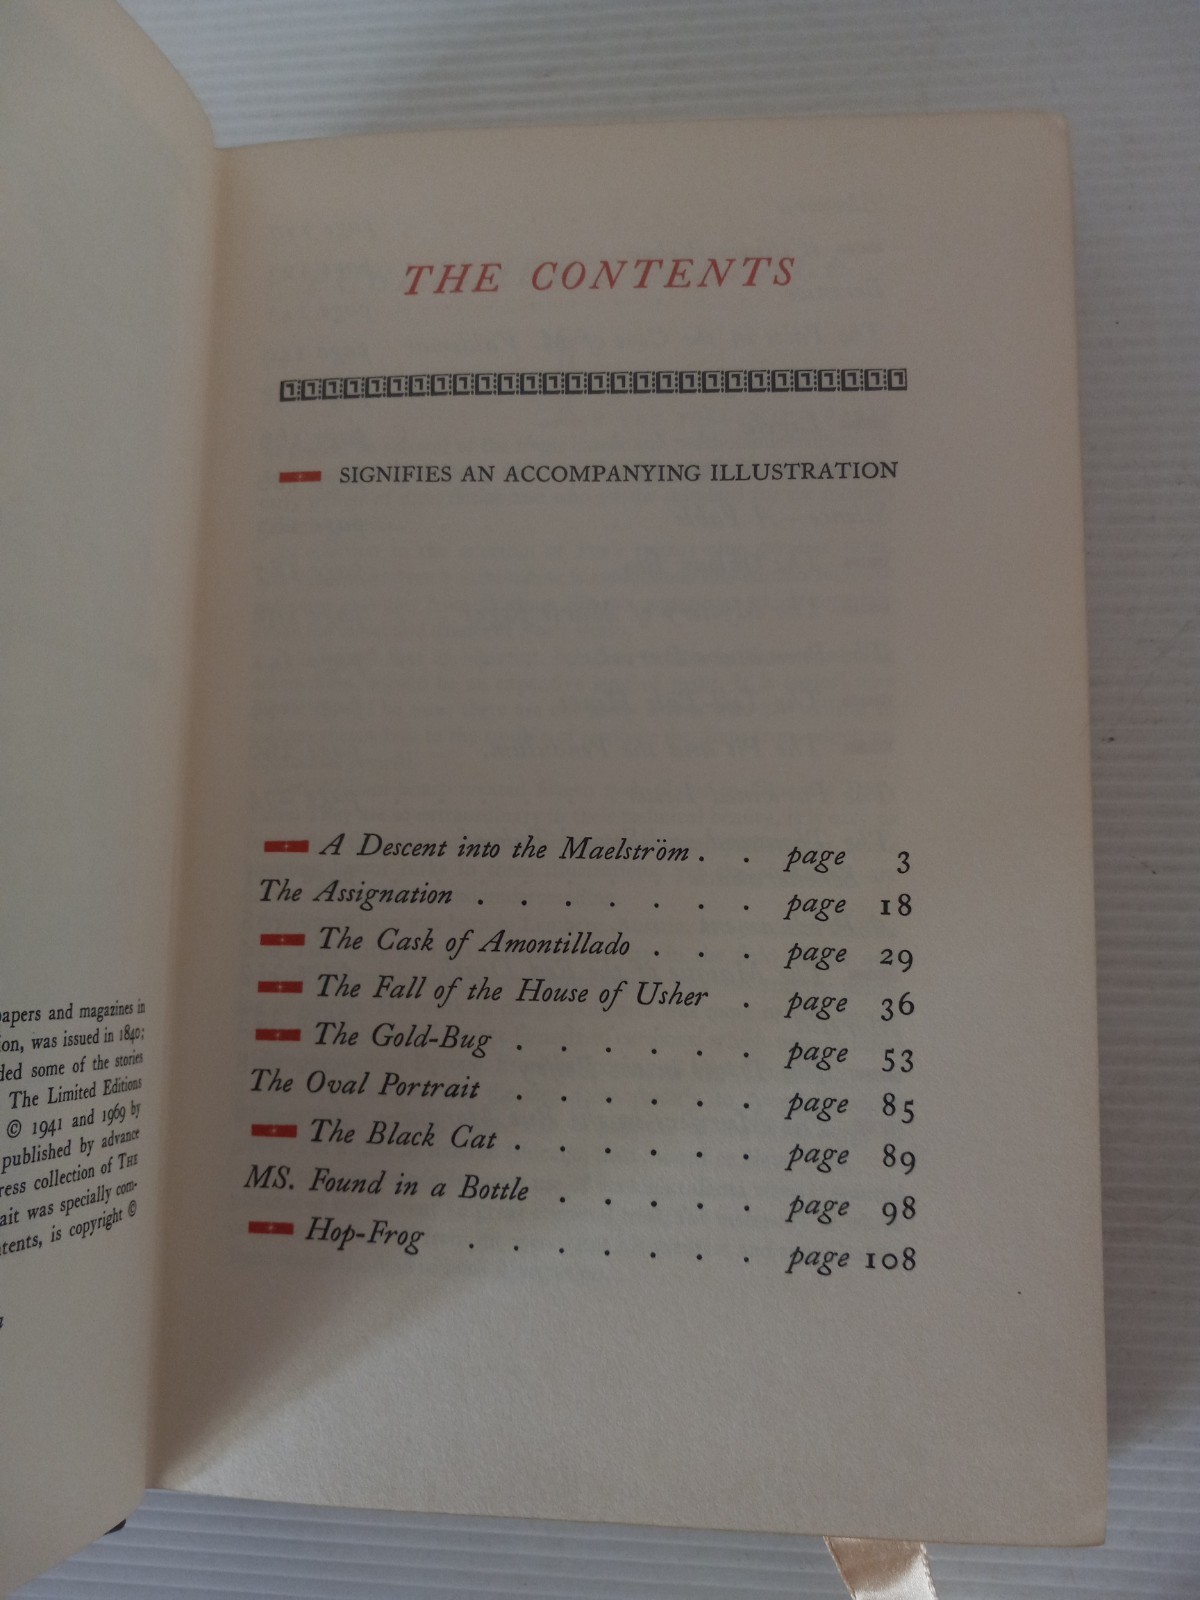 papers and magazines in
was issued in 1840;
some of the stories
The Limited Editions
© 1941 and 1969 by
published by advance
collection of THE
was specially com-
is copyright ©
THE CONTENTS
SIGNIFIES AN ACCOMPANYING ILLUSTRATION
A Descent into the Maelström . . page 3
The Assignation . . . . . . . page 18
The Cask of Amontillado . . . page 29
The Fall of the House of Usher . page 36
The Gold-Bug . . . . . . page 53
The Oval Portrait . . . . . . page 85
The Black Cat . . . . . . page 89
MS. Found in a Bottle . . . . . page 98
Hop-Frog . . . . . . . page 108